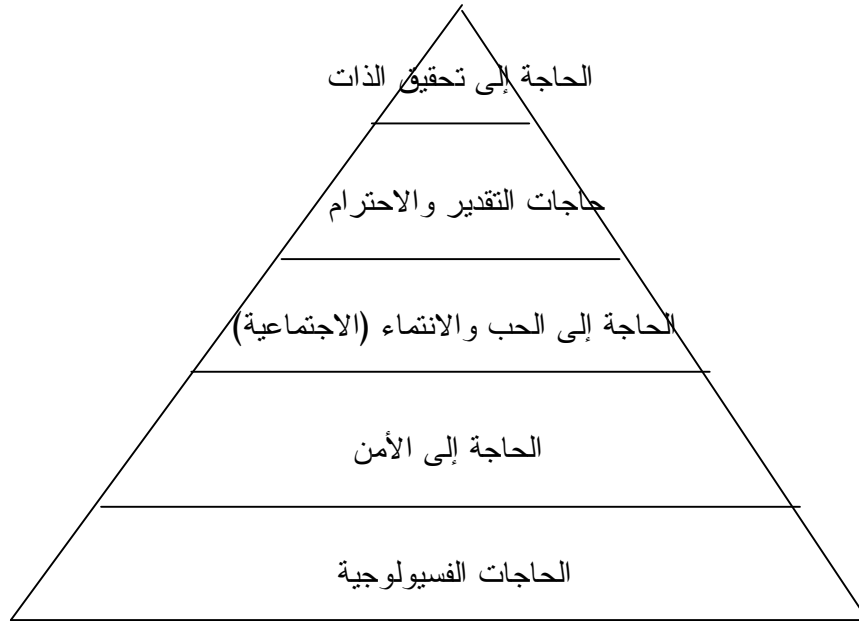 الحاجة إلى تحقيق الذات
حاجات التقدير والاحترام
الحاجة إلى الحب والانتماء (الاجتماعية)
الحاجة إلى الأمن
الحاجات الفسيولوجية